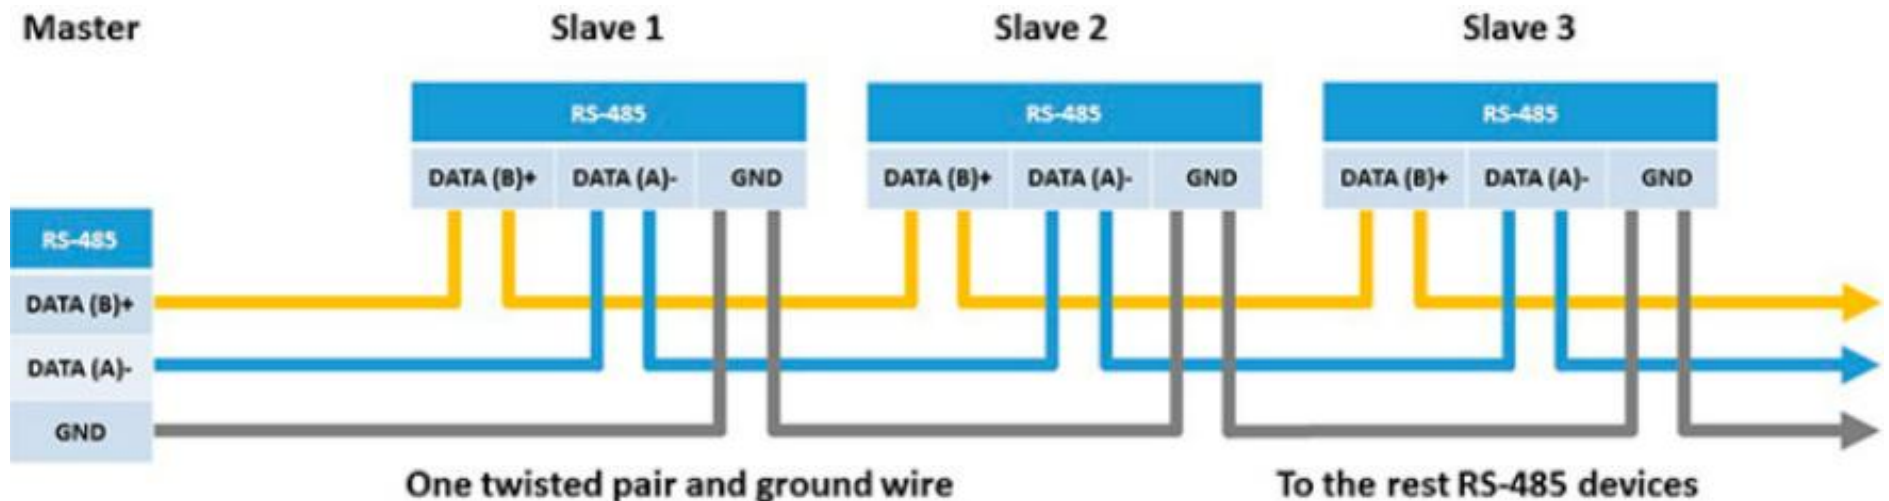 Master
Slave 1
Slave 2
Slave 3
RS-485
RS-485
RS-485
DATA (B)+ DATA (A)- GND
DATA (B)+ DATA (A)- GND
DATA (B)+ DATA (A)- GND
RS-485
DATA (B)+
DATA (A)-
GND
One twisted pair and ground wire
To the rest RS-485 devices